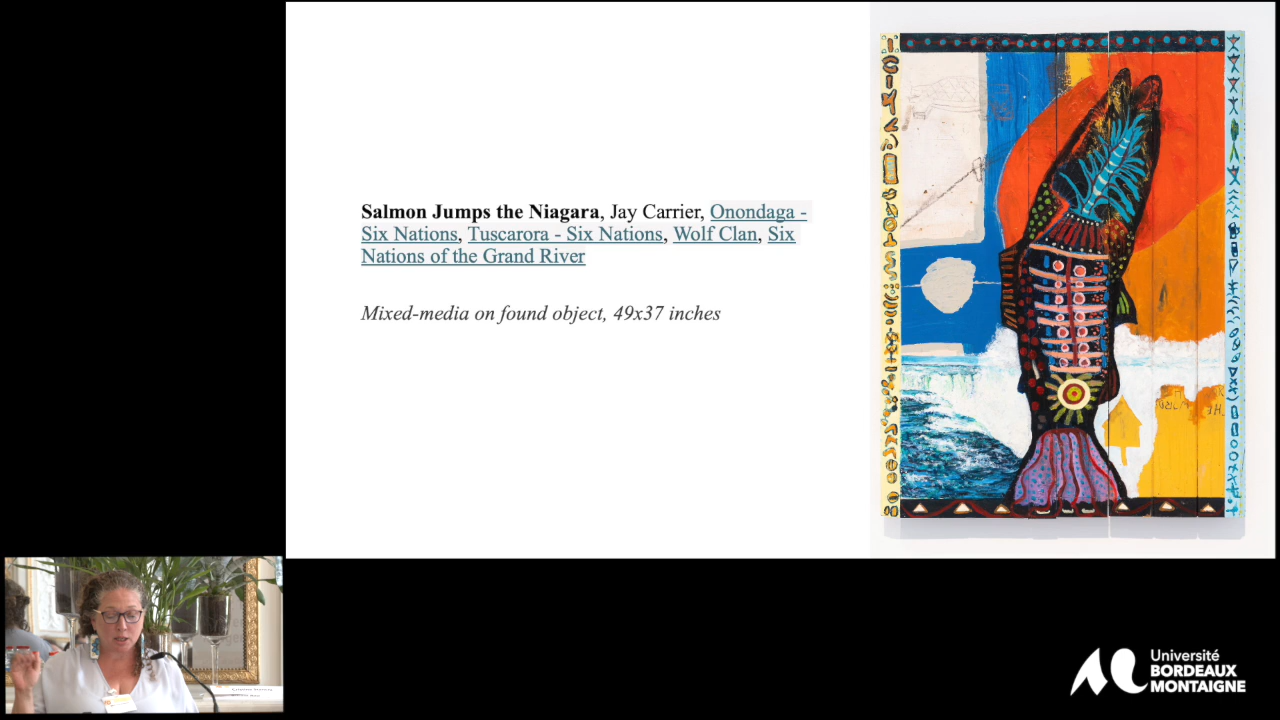 Salmon Jumps the Niagara, Jay Carrier, Onondaga -
Six Nations, Tuscarora - Six Nations, Wolf Clan, Six
Nations of the Grand River
Mixed-media on found object, 49x37 inches
Université
BORDEAUX
MONTAIGNE